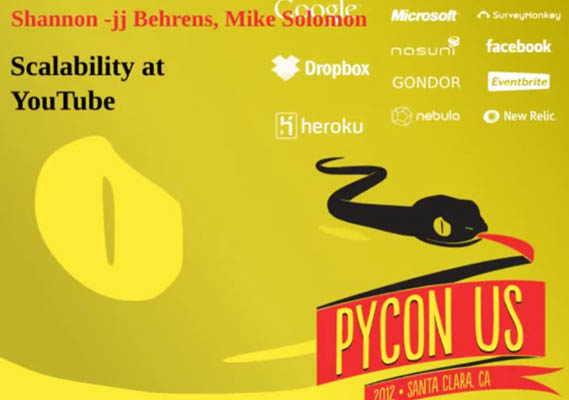 Google
Shannon -jj Behrens, Mike Solomon
Microsoft
SurveyMonkey
Scalability at
YouTube
nasuni
facebook
Dropbox
GONDOR
Eventbrite
heroku
nebula
New Relic.
PYCON US
2012 • SANTA CLARA, CA